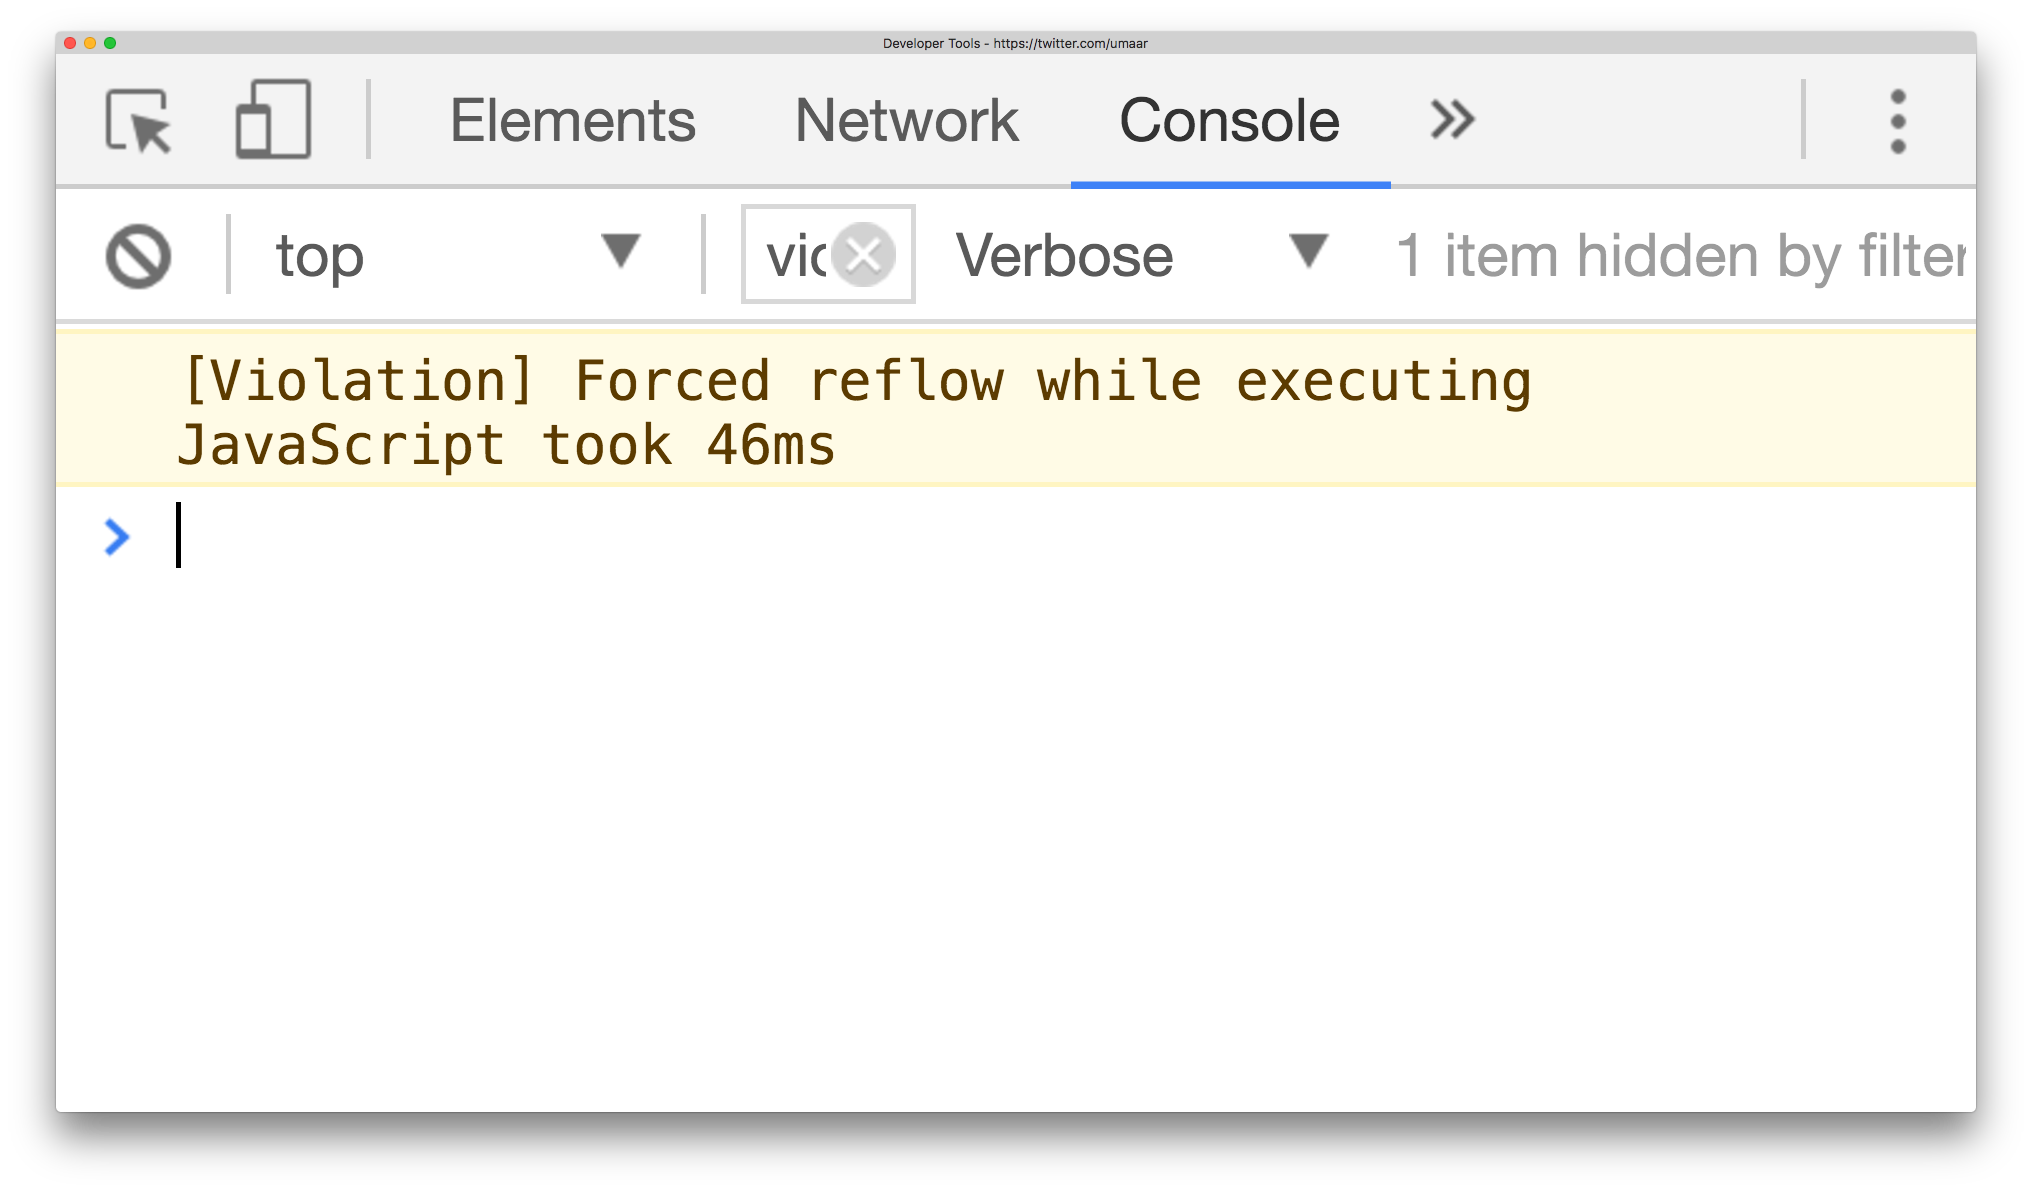 Developer Tools - https://twitter.com/umaar
Elements Network Console
top Verbose 1 item hidden by filter
[Violation] Forced reflow while executing
JavaScript took 46ms